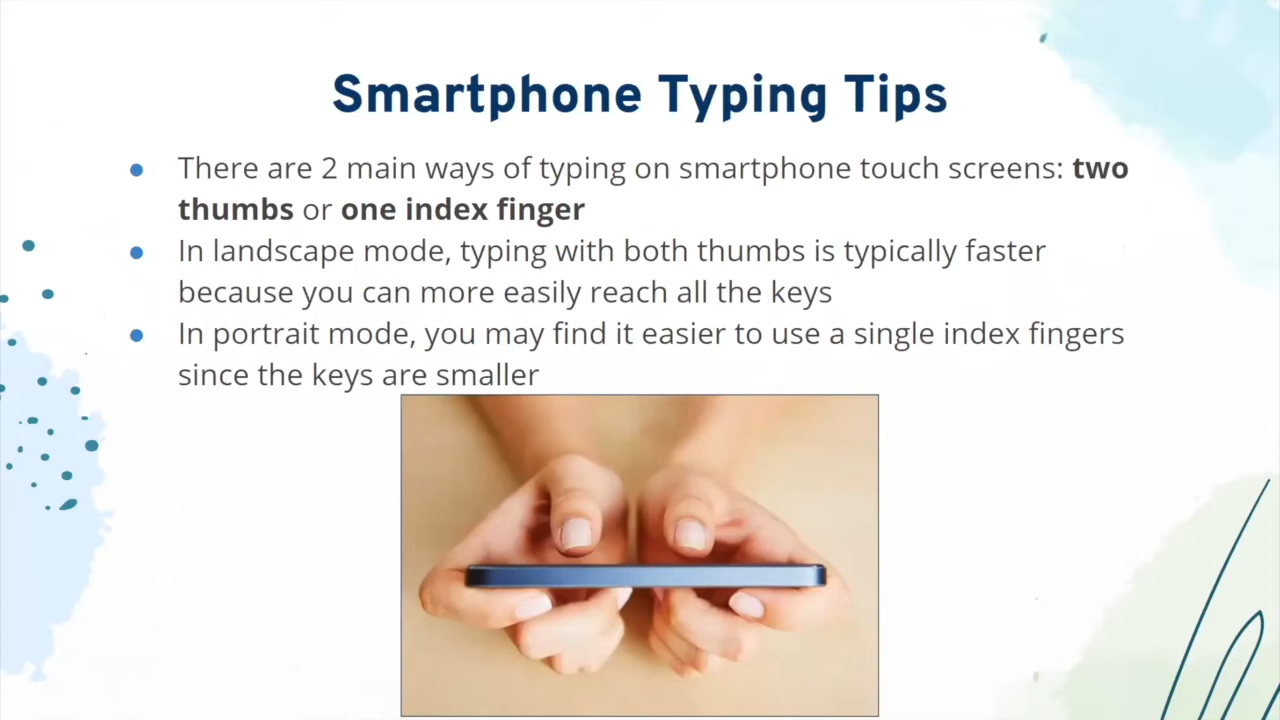 Smartphone Typing Tips
● There are 2 main ways of typing on smartphone touch screens: two
thumbs or one index finger
● In landscape mode, typing with both thumbs is typically faster
because you can more easily reach all the keys
● In portrait mode, you may find it easier to use a single index fingers
since the keys are smaller